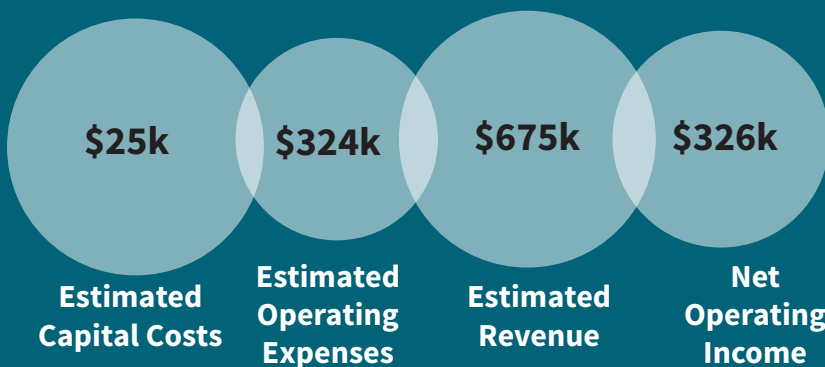 $25k
$324k
$675k
$326k
Estimated
Capital Costs
Estimated
Operating
Expenses
Estimated
Revenue
Net
Operating
Income